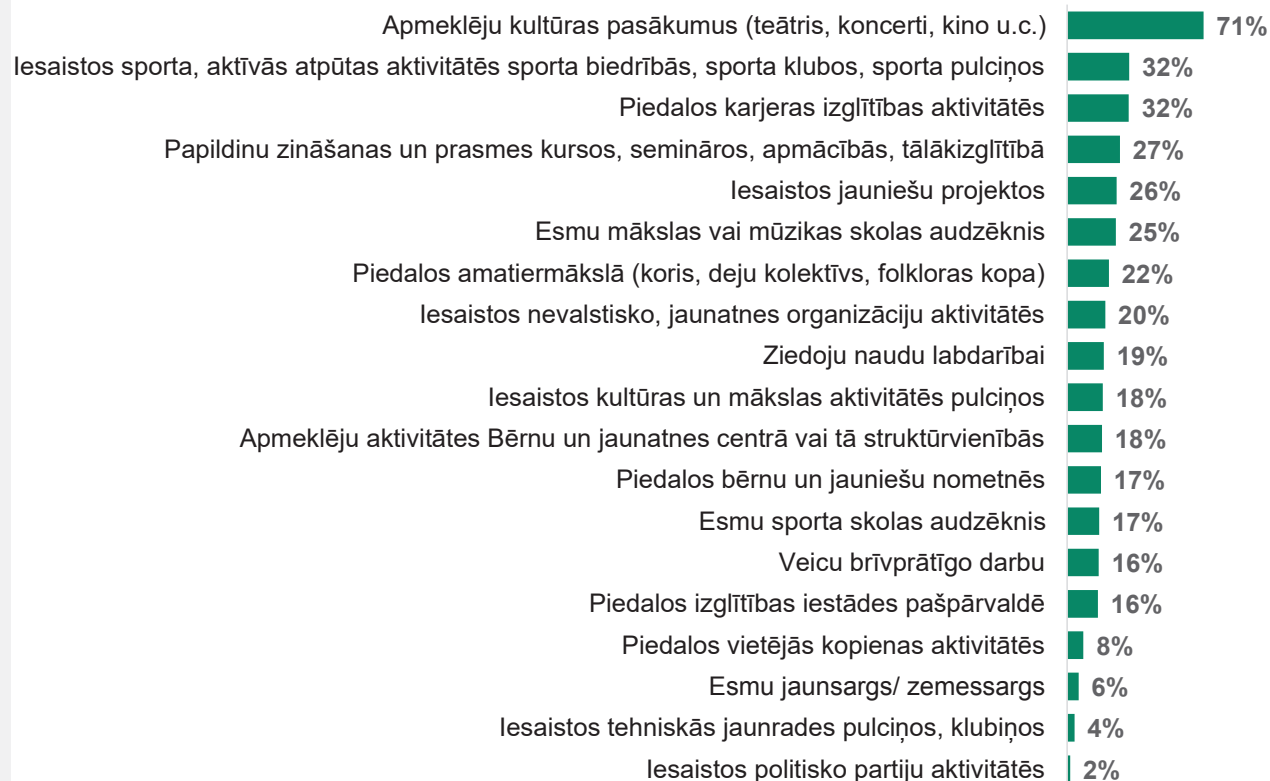 Apmeklēju kultūras pasākumus (teātris, koncerti, kino u.c.) 71%
Iesaistos sporta, aktīvās atpūtas aktivitātēs sporta biedrībās, sporta klubos, sporta pulciņos 32%
Piedalos karjeras izglītības aktivitātēs 32%
Papildinu zināšanas un prasmes kursos, semināros, apmācībās, tālākizglītībā 27%
Iesaistos jauniešu projektos 26%
Esmu mākslas vai mūzikas skolas audzēknis 25%
Piedalos amatiermākslā (koris, deju kolektīvs, folkloras kopa) 22%
Iesaistos nevalstisko, jaunatnes organizāciju aktivitātēs 20%
Ziedoju naudu labdarībai 19%
Iesaistos kultūras un mākslas aktivitātēs pulciņos 18%
Apmeklēju aktivitātes Bērnu un jaunatnes centrā vai tā struktūrvienībās 18%
Piedalos bērnu un jauniešu nometnēs 17%
Esmu sporta skolas audzēknis 17%
Veicu brīvprātīgo darbu 16%
Piedalos izglītības iestādes pašpārvaldē 16%
Piedalos vietējās kopienas aktivitātēs 8%
Esmu jaunsargs/ zemessargs 6%
Iesaistos tehniskās jaunrades pulciņos, klubiņos 4%
Iesaistos politisko partiju aktivitātēs 2%